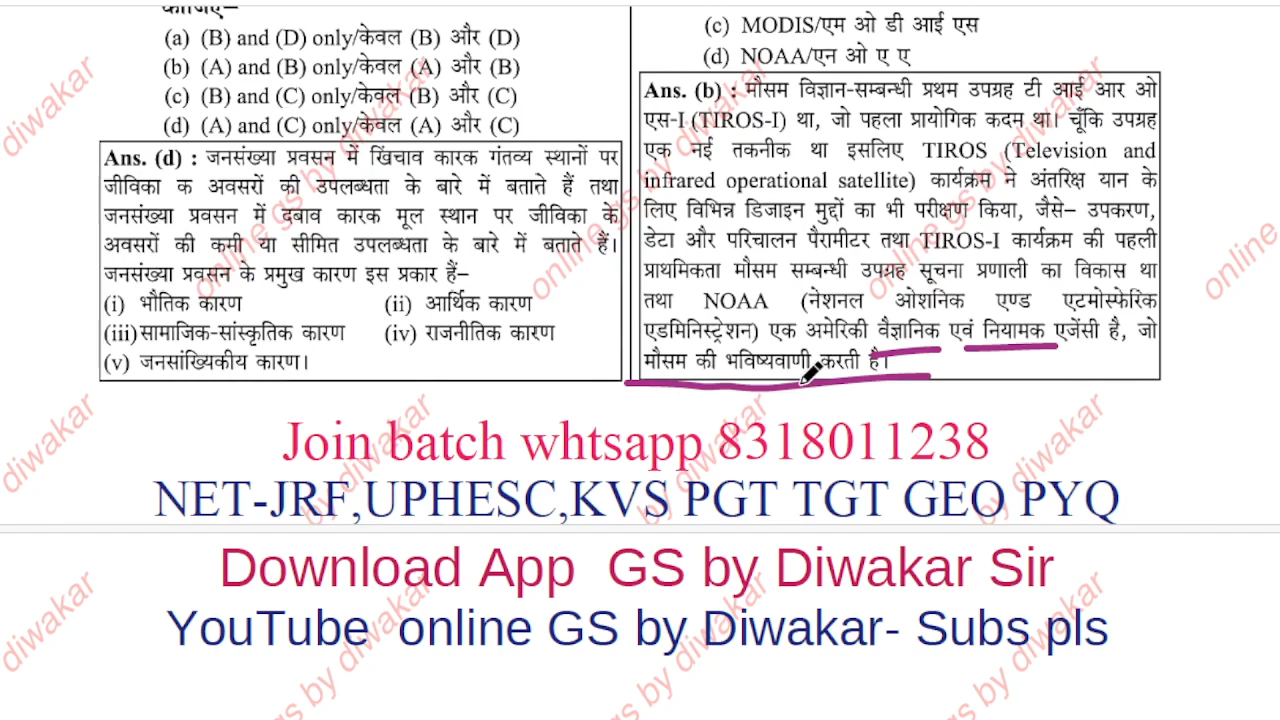 कीजिए–
(a) (B) and (D) only/केवल (B) और (D)
(b) (A) and (B) only/केवल (A) और (B)
(c) (B) and (C) only/केवल (B) और (C)
(d) (A) and (C) only/केवल (A) और (C)
Ans. (d) : जनसंख्या प्रवसन में खिंचाव कारक गंतव्य स्थानों पर
जीविका क अवसरों की उपलब्धता के बारे में बताते हैं तथा
जनसंख्या प्रवसन में दबाव कारक मूल स्थान पर जीविका के
अवसरों की कमी या सीमित उपलब्धता के बारे में बताते हैं।
जनसंख्या प्रवसन के प्रमुख कारण इस प्रकार हैं–
(i) भौतिक कारण (ii) आर्थिक कारण
(iii) सामाजिक-सांस्कृतिक कारण (iv) राजनीतिक कारण
(v) जनसांख्यिकीय कारण।
(c) MODIS/एम ओ डी आई एस
(d) NOAA/एन ओ ए ए
Ans. (b) : मौसम विज्ञान-सम्बन्धी प्रथम उपग्रह टी आई आर ओ
एस-I (TIROS-I) था, जो पहला प्रायोगिक कदम था। चूँकि उपग्रह
एक नई तकनीक था इसलिए TIROS (Television and
infrared operational satellite) कार्यक्रम ने अंतरिक्ष यान के
लिए विभिन्न डिजाइन मुद्दों का भी परीक्षण किया, जैसे– उपकरण,
डेटा और परिचालन पैरामीटर तथा TIROS-I कार्यक्रम की पहली
प्राथमिकता मौसम सम्बन्धी उपग्रह सूचना प्रणाली का विकास था
तथा NOAA (नेशनल ओशनिक एण्ड एटमोस्फेरिक
एडमिनिस्ट्रेशन) एक अमेरिकी वैज्ञानिक एवं नियामक एजेंसी है, जो
मौसम की भविष्यवाणी करती है।
Join batch whtsapp 8318011238
NET-JRF,UPHESC,KVS PGT TGT GEO PYQ
Download App GS by Diwakar Sir
YouTube online GS by Diwakar- Subs pls
online gs by diwakar